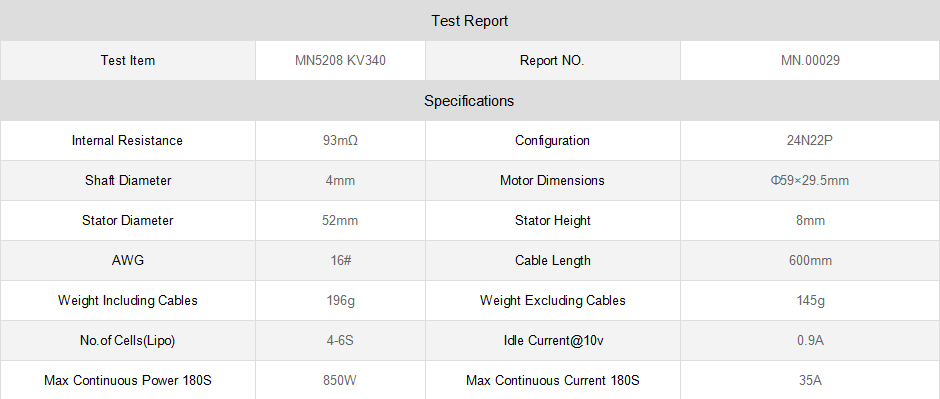 Test Report
Test Item MN5208 KV340 Report NO. MN.00029
Specifications
Internal Resistance 93mΩ Configuration 24N22P
Shaft Diameter 4mm Motor Dimensions Φ59×29.5mm
Stator Diameter 52mm Stator Height 8mm
AWG 16# Cable Length 600mm
Weight Including Cables 196g Weight Excluding Cables 145g
No.of Cells(Lipo) 4-6S Idle Current@10v 0.9A
Max Continuous Power 180S 850W Max Continuous Current 180S 35A